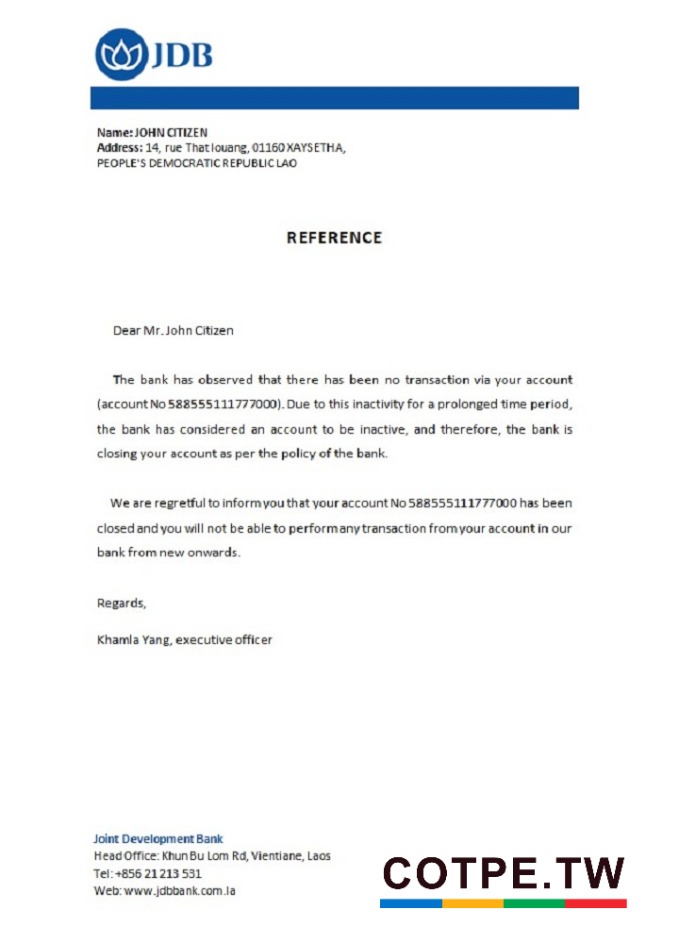 JDB
Name: JOHN CITIZEN
Address: 14, rue That louang, 01160 XAYSETHA,
PEOPLE'S DEMOCRATIC REPUBLIC LAO
REFERENCE
Dear Mr. John Citizen
The bank has observed that there has been no transaction via your account
(account No 588555111777000). Due to this inactivity for a prolonged time period,
the bank has considered an account to be inactive, and therefore, the bank is
closing your account as per the policy of the bank.
We are regretful to inform you that your account No 588555111777000 has been
closed and you will not be able to perform any transaction from your account in our
bank from new onwards.
Regards,
Khamla Yang, executive officer
Joint Development Bank
Head Office: Khun Bu Lom Rd, Vientiane, Laos
Tel: +856 21 213 531
Web: www.jdbbank.com.la
COTPE.TW